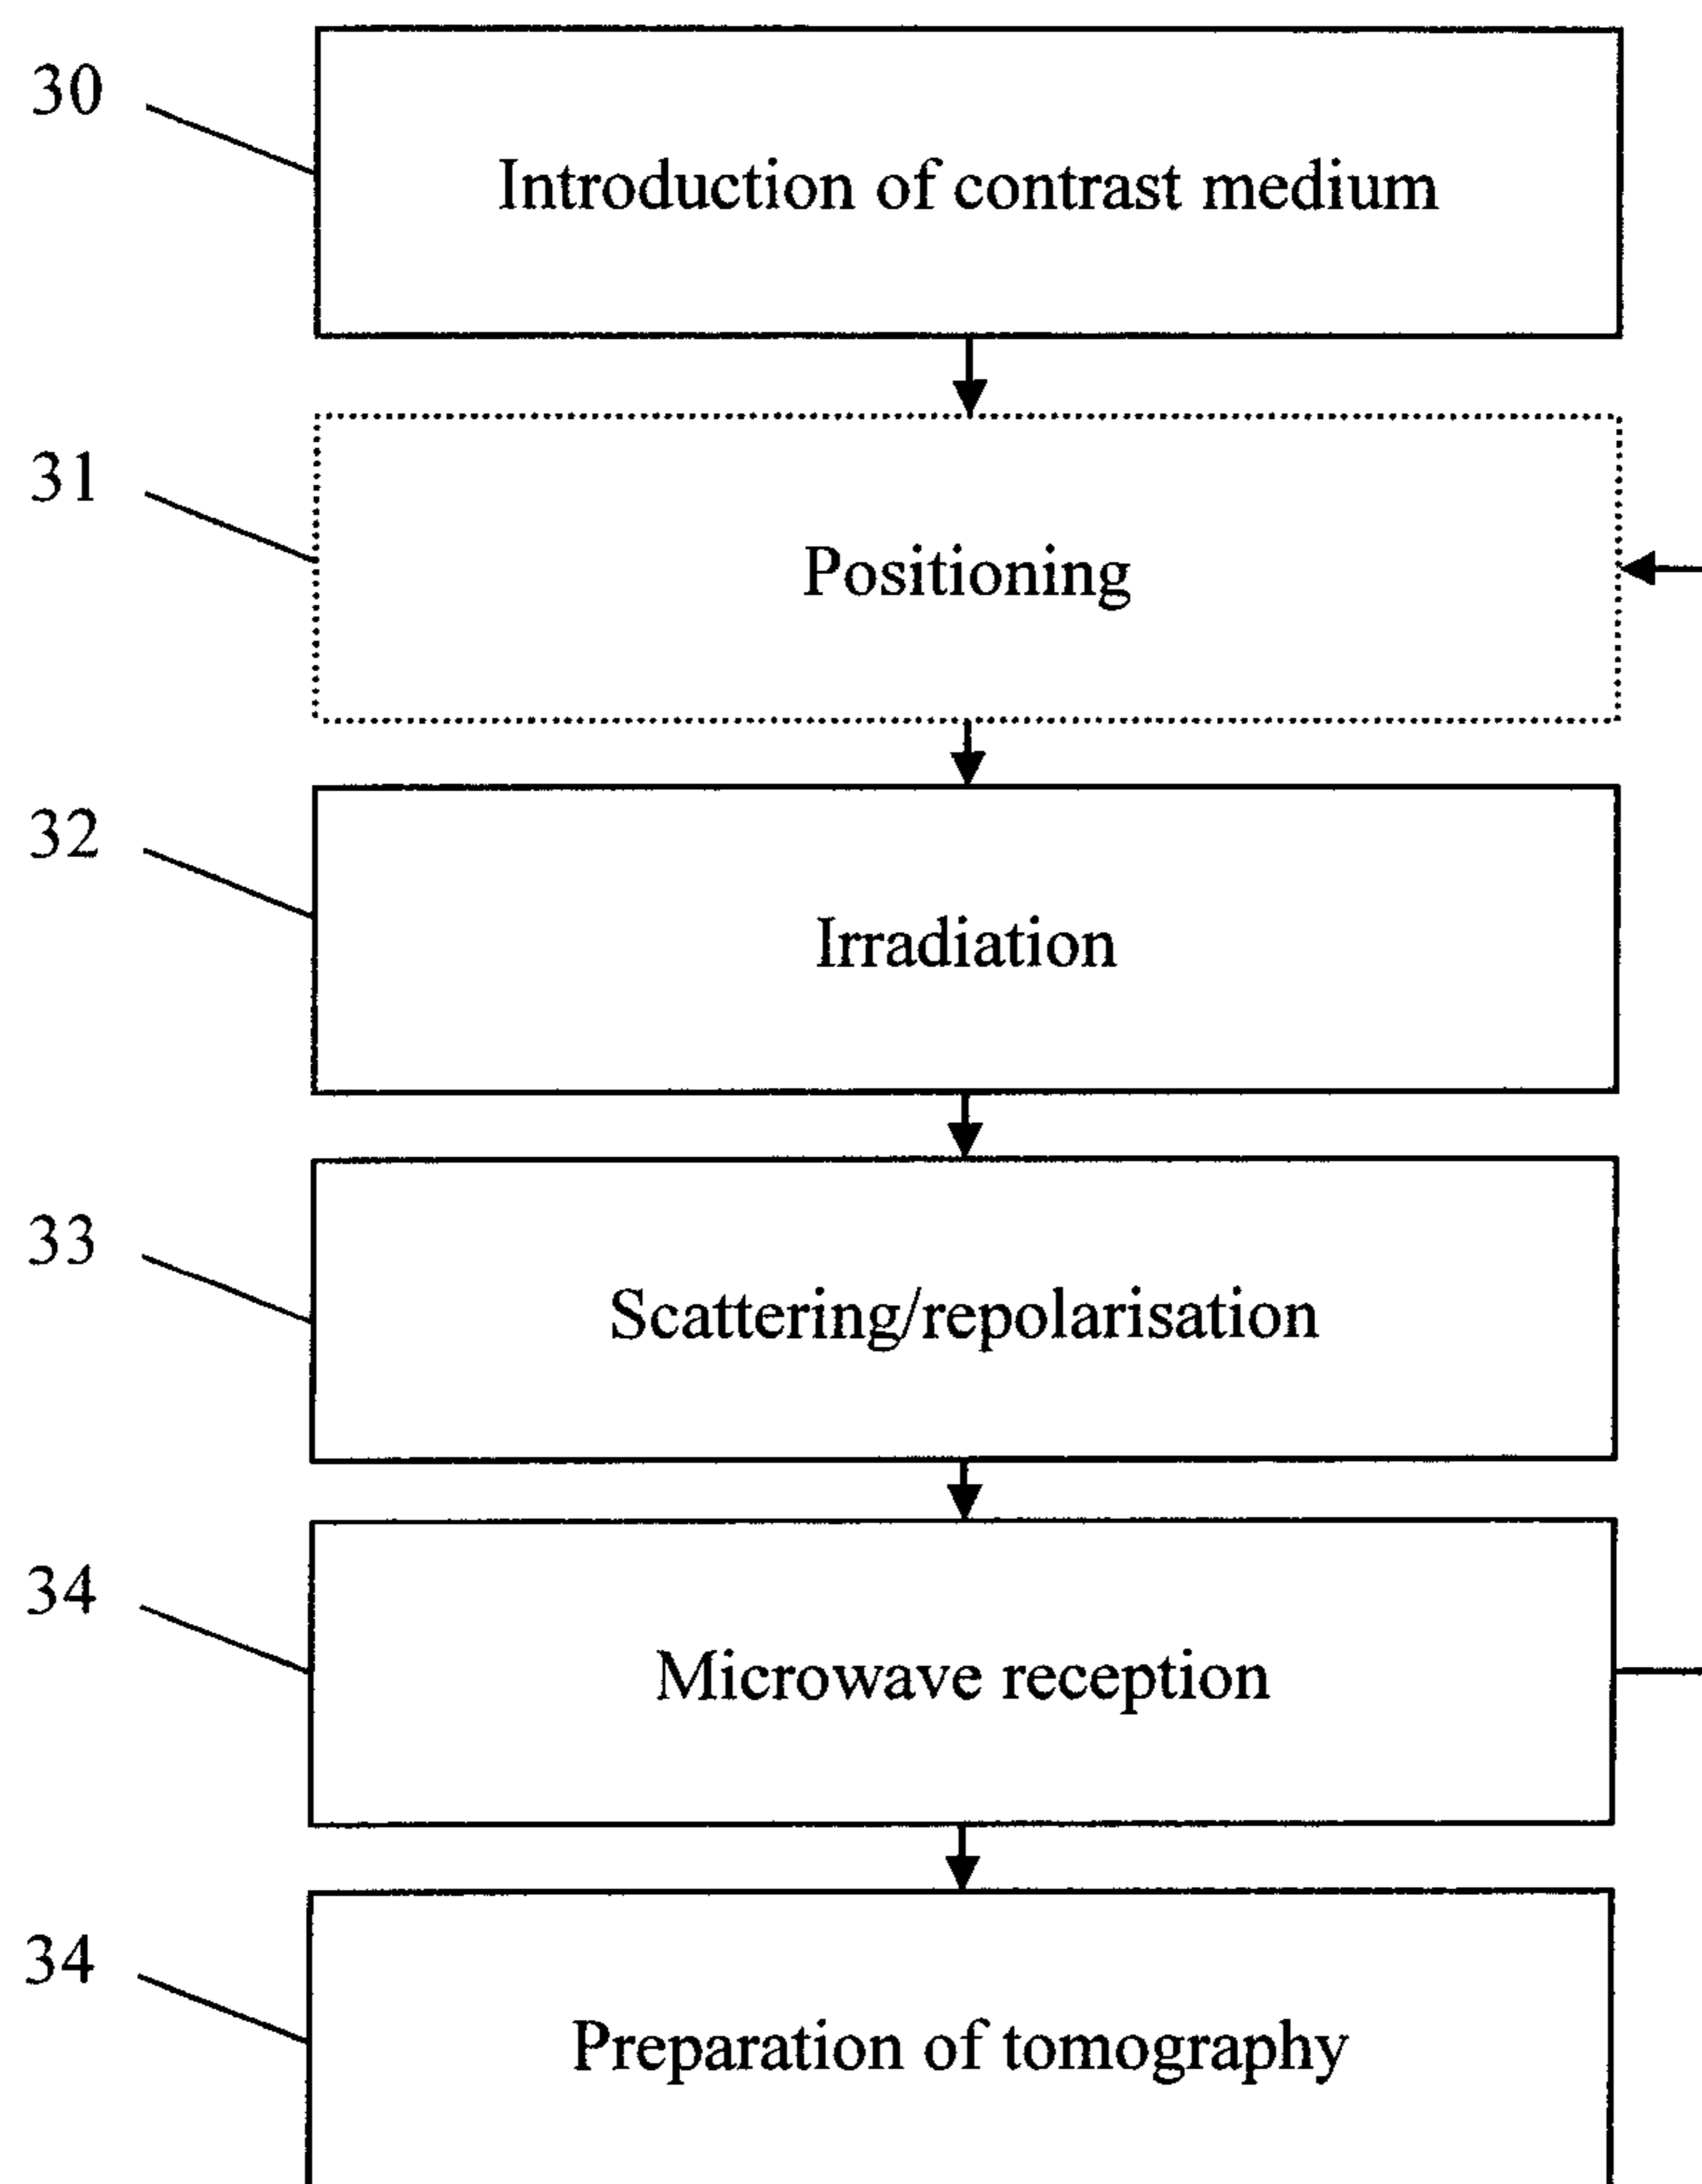 30
Introduction of contrast medium
31
Positioning
32
Irradiation
33
Scattering/repolarisation
34
Microwave reception
34
Preparation of tomography